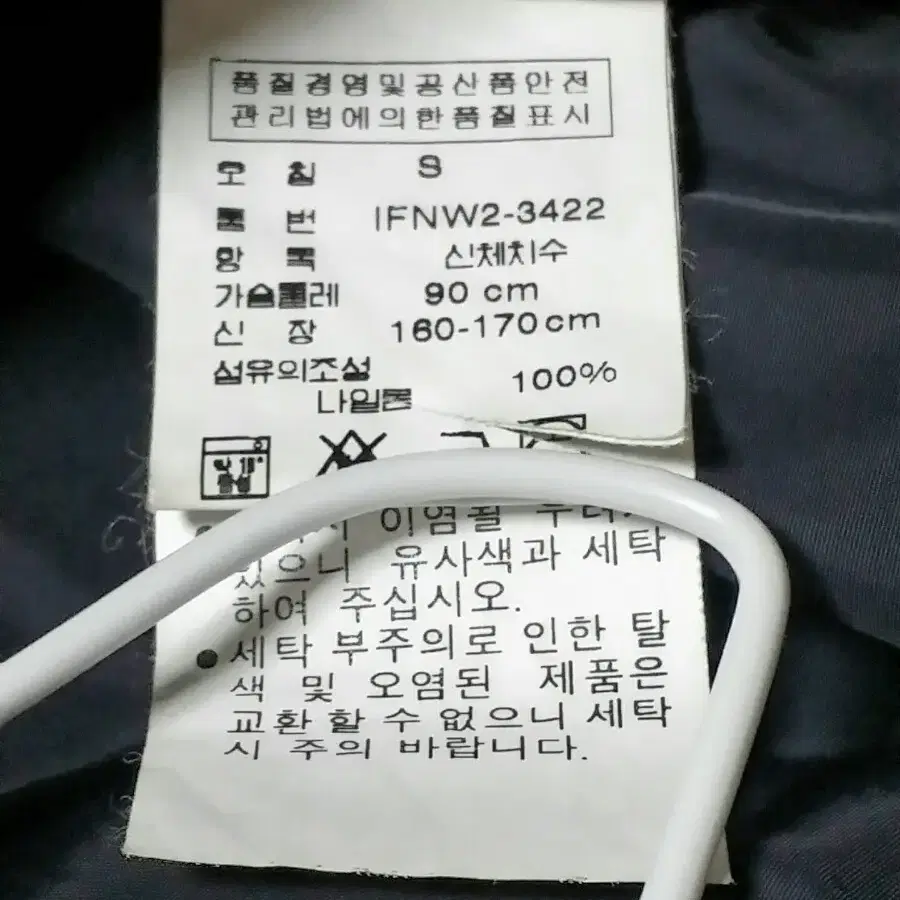 품질경영및공산품안전
관리법에의한품질표시
호 칭 S
품 번 IFNW2-3422
항 목 신체치수
가슴둘레 90 cm
신 장 160-170cm
섬유의조성 100%
나일론
약 30°
중성
이염될 우려가
있으니 유사색과 세탁
하여 주십시오.
● 세탁 부주의로 인한 탈
색 및 오염된 제품은
교환 할 수 없으니 세탁
시 주의 바랍니다.